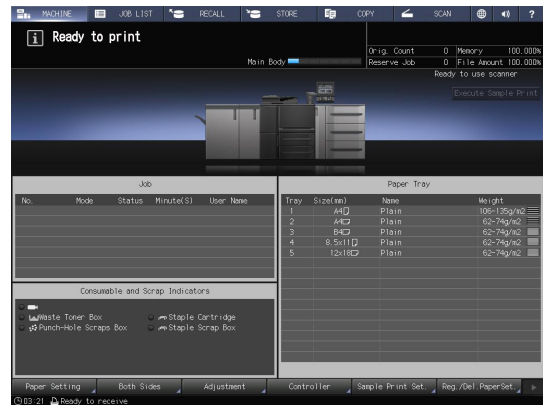 MACHINE JOB LIST RECALL STORE COPY SCAN ?
i Ready to print
Main Body
Orig. Count 0 Memory 100.000%
Reserve Job 0 File Amount 100.000%
Ready to use scanner
Execute Sample Print
Job
No. Mode Status Minute(S) User Name
Paper Tray
Tray Size(mm) Name Weight
1 A4 Plain 106-135g/m2
2 A4 Plain 62-74g/m2
3 B4 Plain 62-74g/m2
4 8.5x11 Plain 62-74g/m2
5 12x18 Plain 62-74g/m2
Consumable and Scrap Indicators
Waste Toner Box Staple Cartridge
Punch-Hole Scraps Box Staple Scrap Box
Paper Setting Both Sides Adjustment Controller Sample Print Set. Reg./Del.PaperSet.
03:21 Ready to receive